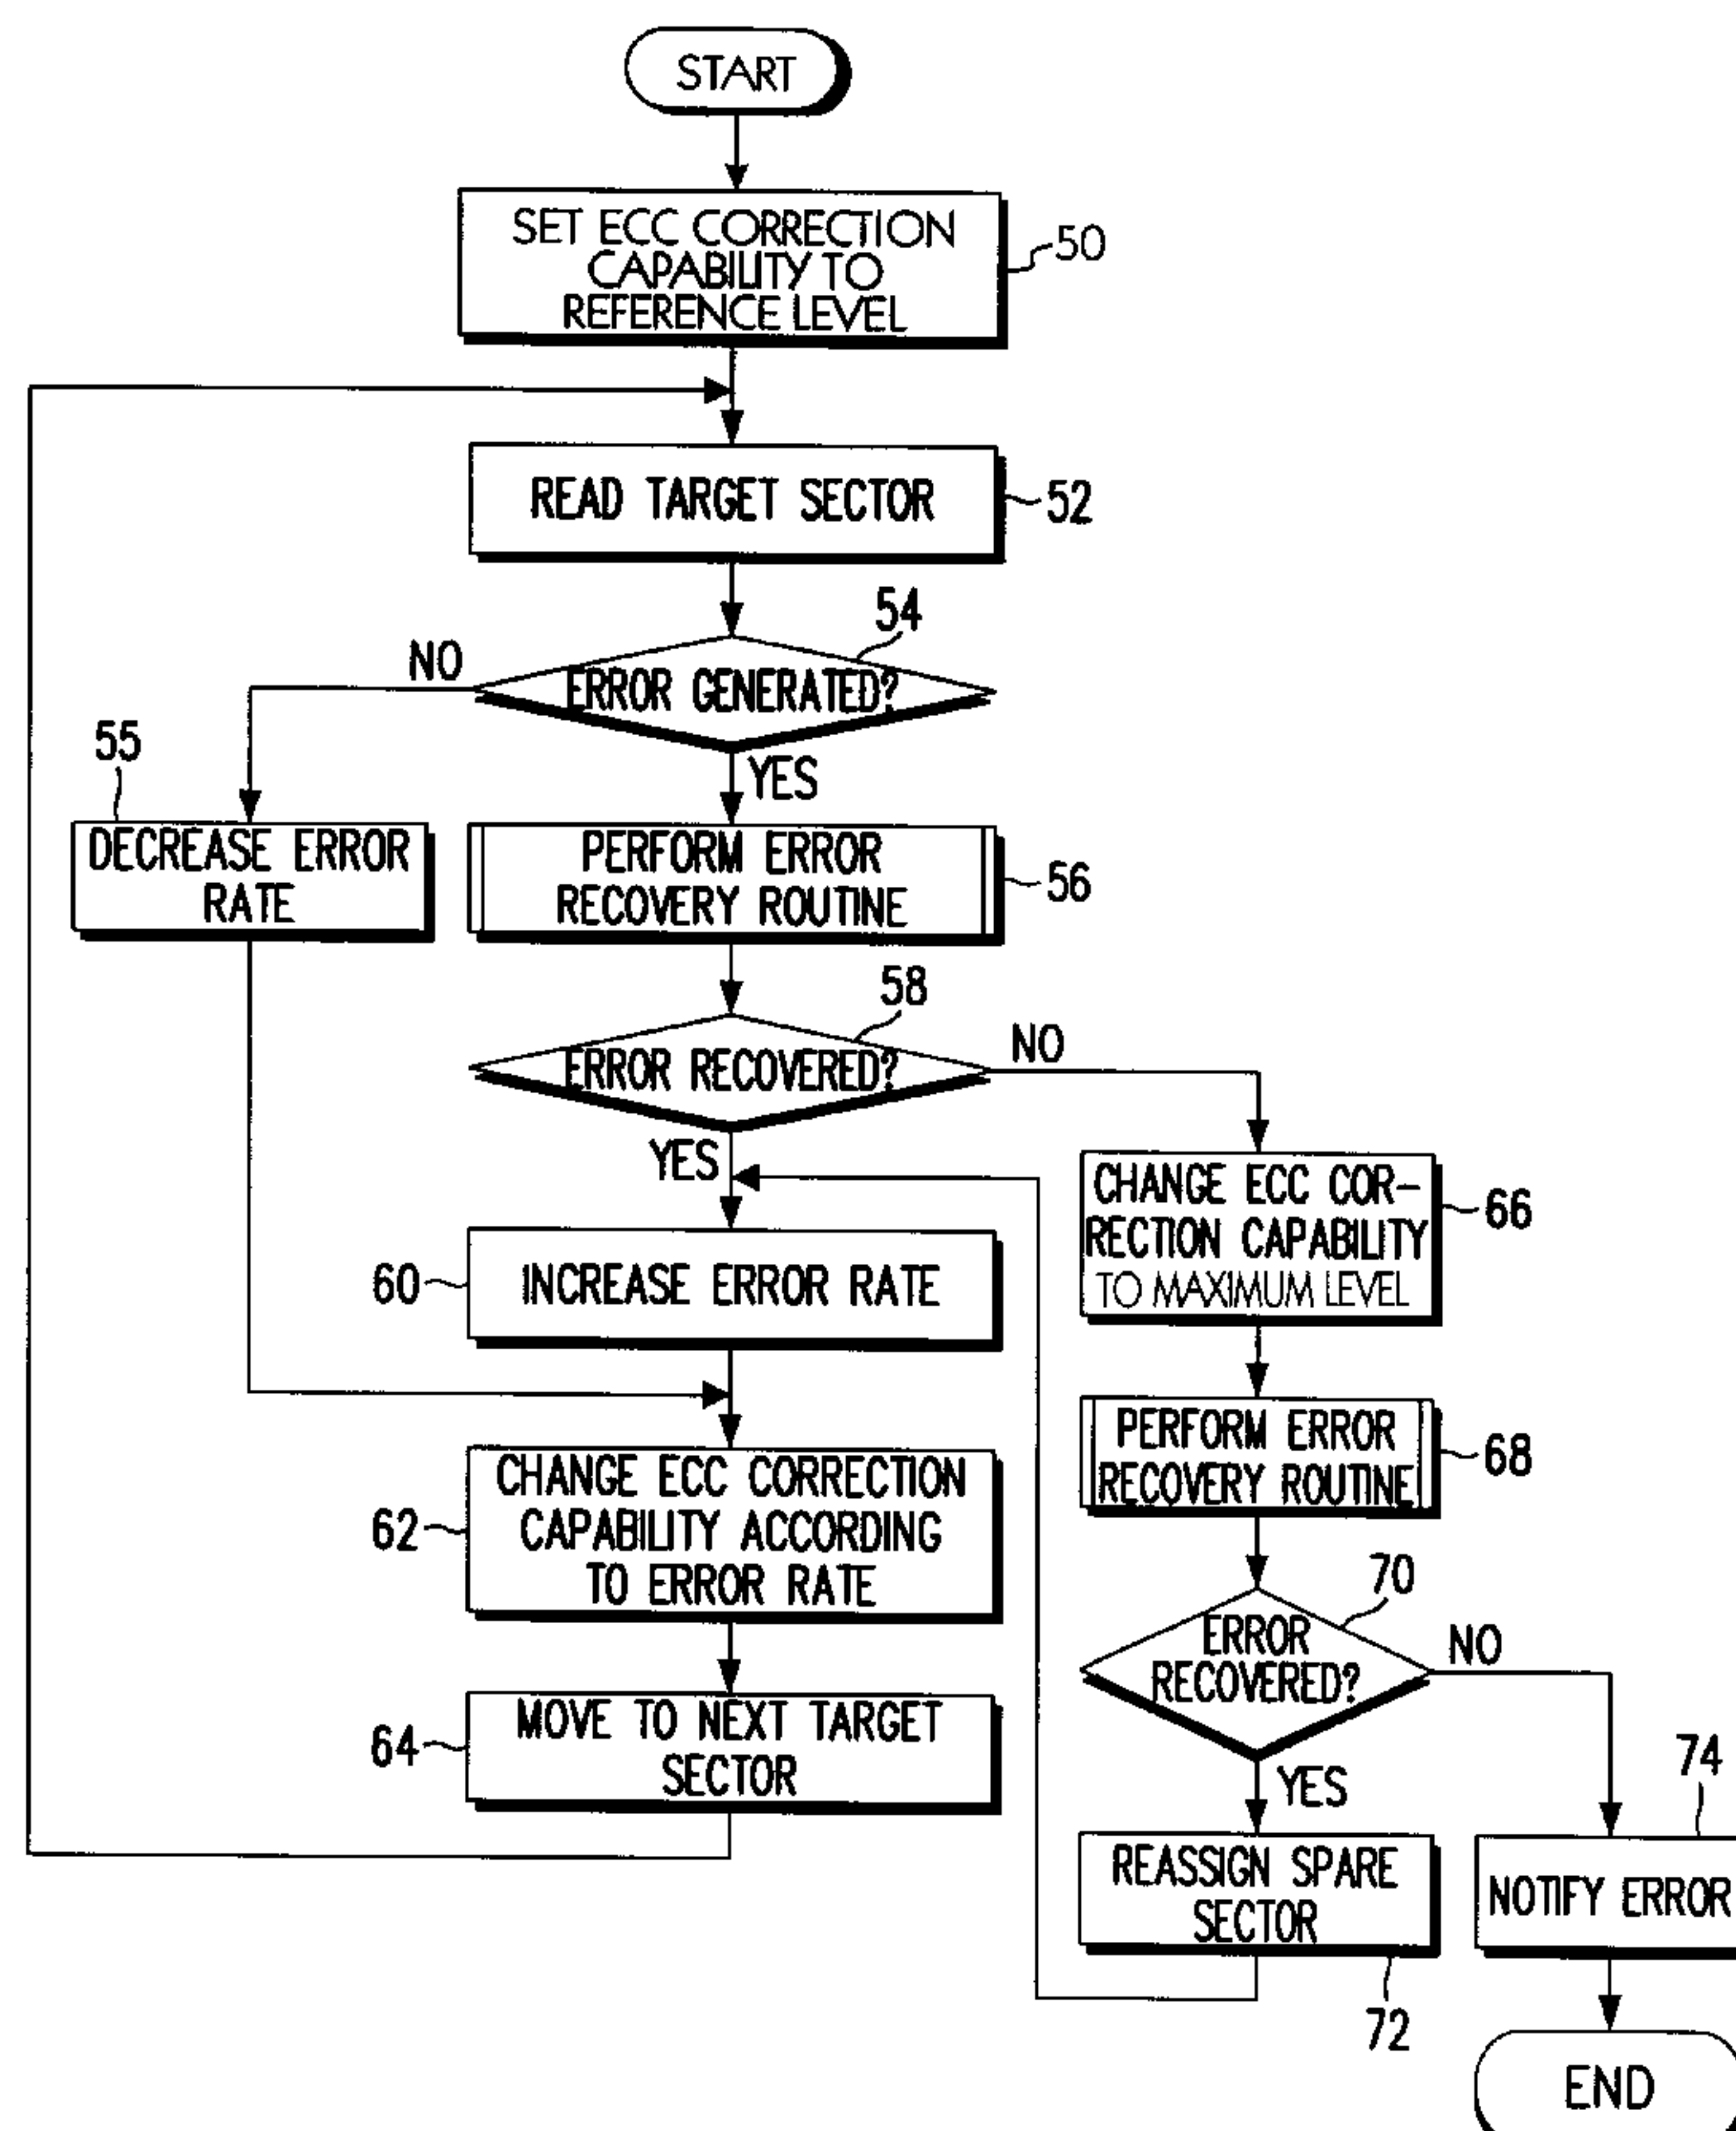 START
SET ECC CORRECTION
CAPABILITY TO
REFERENCE LEVEL
50
READ TARGET SECTOR
52
54
NO
ERROR GENERATED?
YES
55
DECREASE ERROR
RATE
PERFORM ERROR
RECOVERY ROUTINE
56
58
ERROR RECOVERED?
NO
YES
CHANGE ECC COR-
RECTION CAPABILITY
TO MAXIMUM LEVEL
66
60
INCREASE ERROR RATE
PERFORM ERROR
RECOVERY ROUTINE
68
62
CHANGE ECC CORRECTION
CAPABILITY ACCORDING
TO ERROR RATE
70
ERROR
RECOVERED?
NO
YES
64
MOVE TO NEXT TARGET
SECTOR
74
REASSIGN SPARE
SECTOR
72
NOTIFY ERROR
END